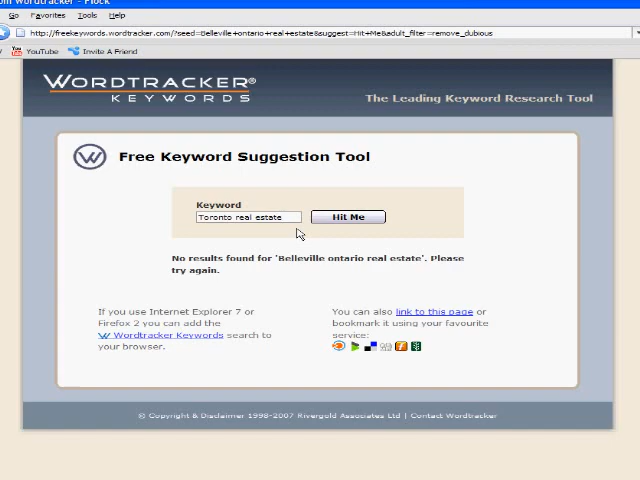 Wordtracker - Flock
Go Favorites Tools Help
http://freekeywords.wordtracker.com/?seed=Belleville+ontario+real+estate&suggest=Hit+Me&adult_filter=remove_dubious
YouTube Invite A Friend
WORDTRACKER®
KEYWORDS
The Leading Keyword Research Tool
Free Keyword Suggestion Tool
Keyword
Toronto real estate Hit Me
No results found for 'Belleville ontario real estate'. Please
try again.
If you use Internet Explorer 7 or
Firefox 2 you can add the
Wordtracker Keywords search to
your browser.
You can also link to this page or
bookmark it using your favourite
service:
© Copyright & Disclaimer 1998-2007 Rivergold Associates Ltd | Contact Wordtracker